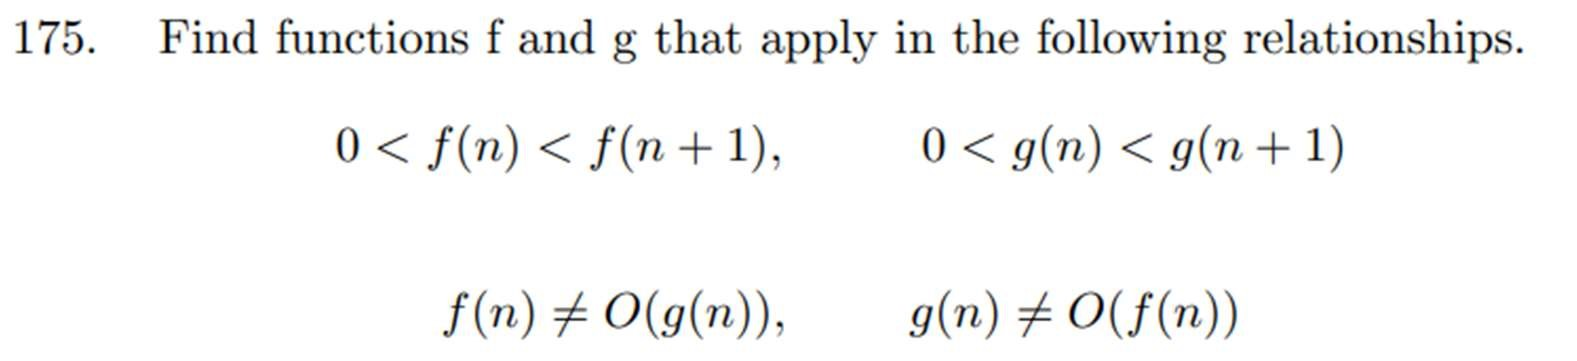 175. Find functions f and g that apply in the following relationships.
0 < f(n) < f(n + 1), 0 < g(n) < g(n + 1)
f(n) ≠ O(g(n)), g(n) ≠ O(f(n))